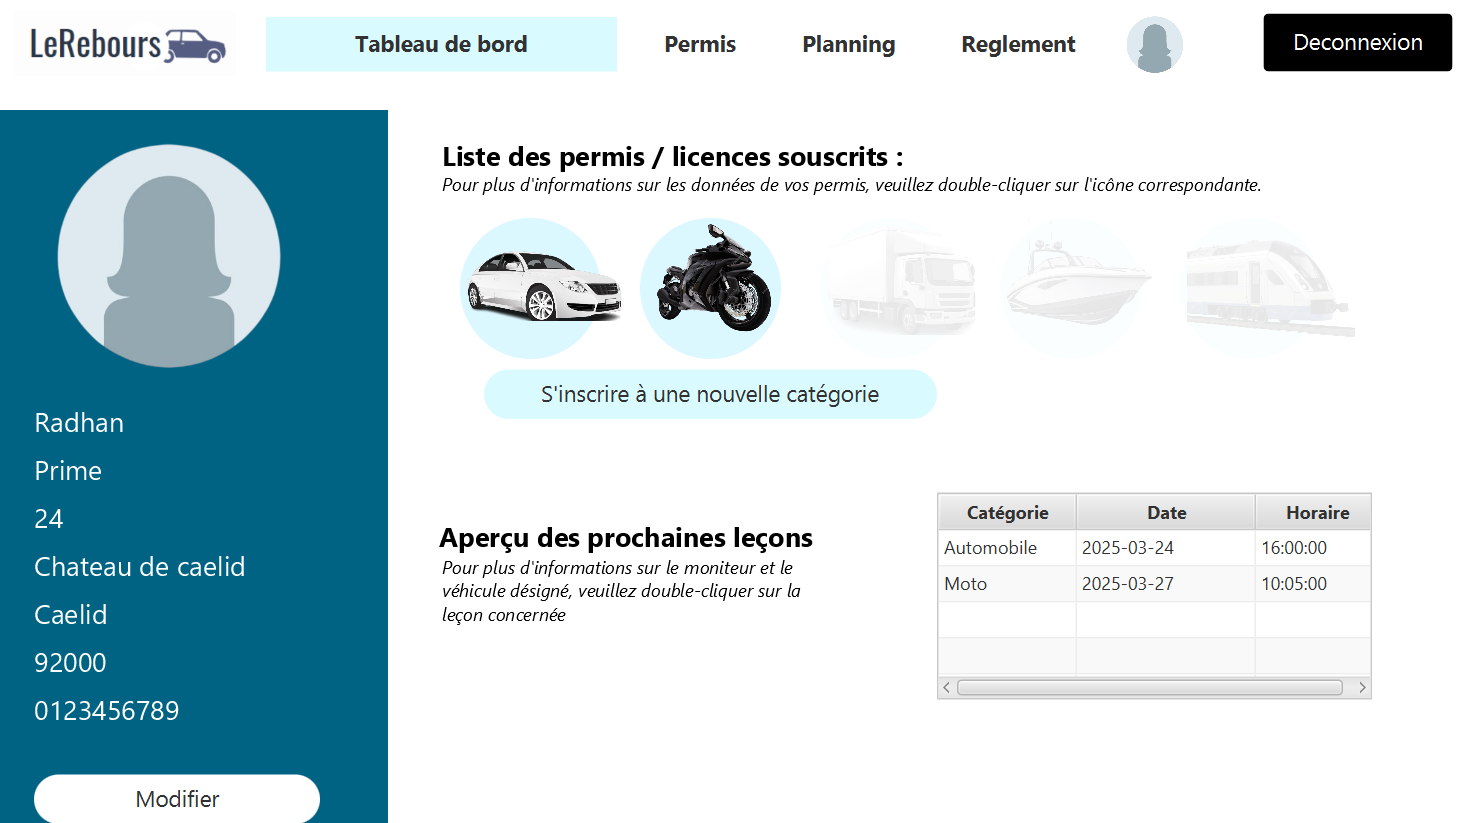 LeRebours
Tableau de bord
Permis
Planning
Reglement
Deconnexion
Radhan
Prime
24
Chateau de caelid
Caelid
92000
0123456789
Modifier
Liste des permis / licences souscrits :
Pour plus d'informations sur les données de vos permis, veuillez double-cliquer sur l'icône correspondante.
S'inscrire à une nouvelle catégorie
Aperçu des prochaines leçons
Pour plus d'informations sur le moniteur et le
véhicule désigné, veuillez double-cliquer sur la
leçon concernée
Catégorie Date Horaire
Automobile 2025-03-24 16:00:00
Moto 2025-03-27 10:05:00